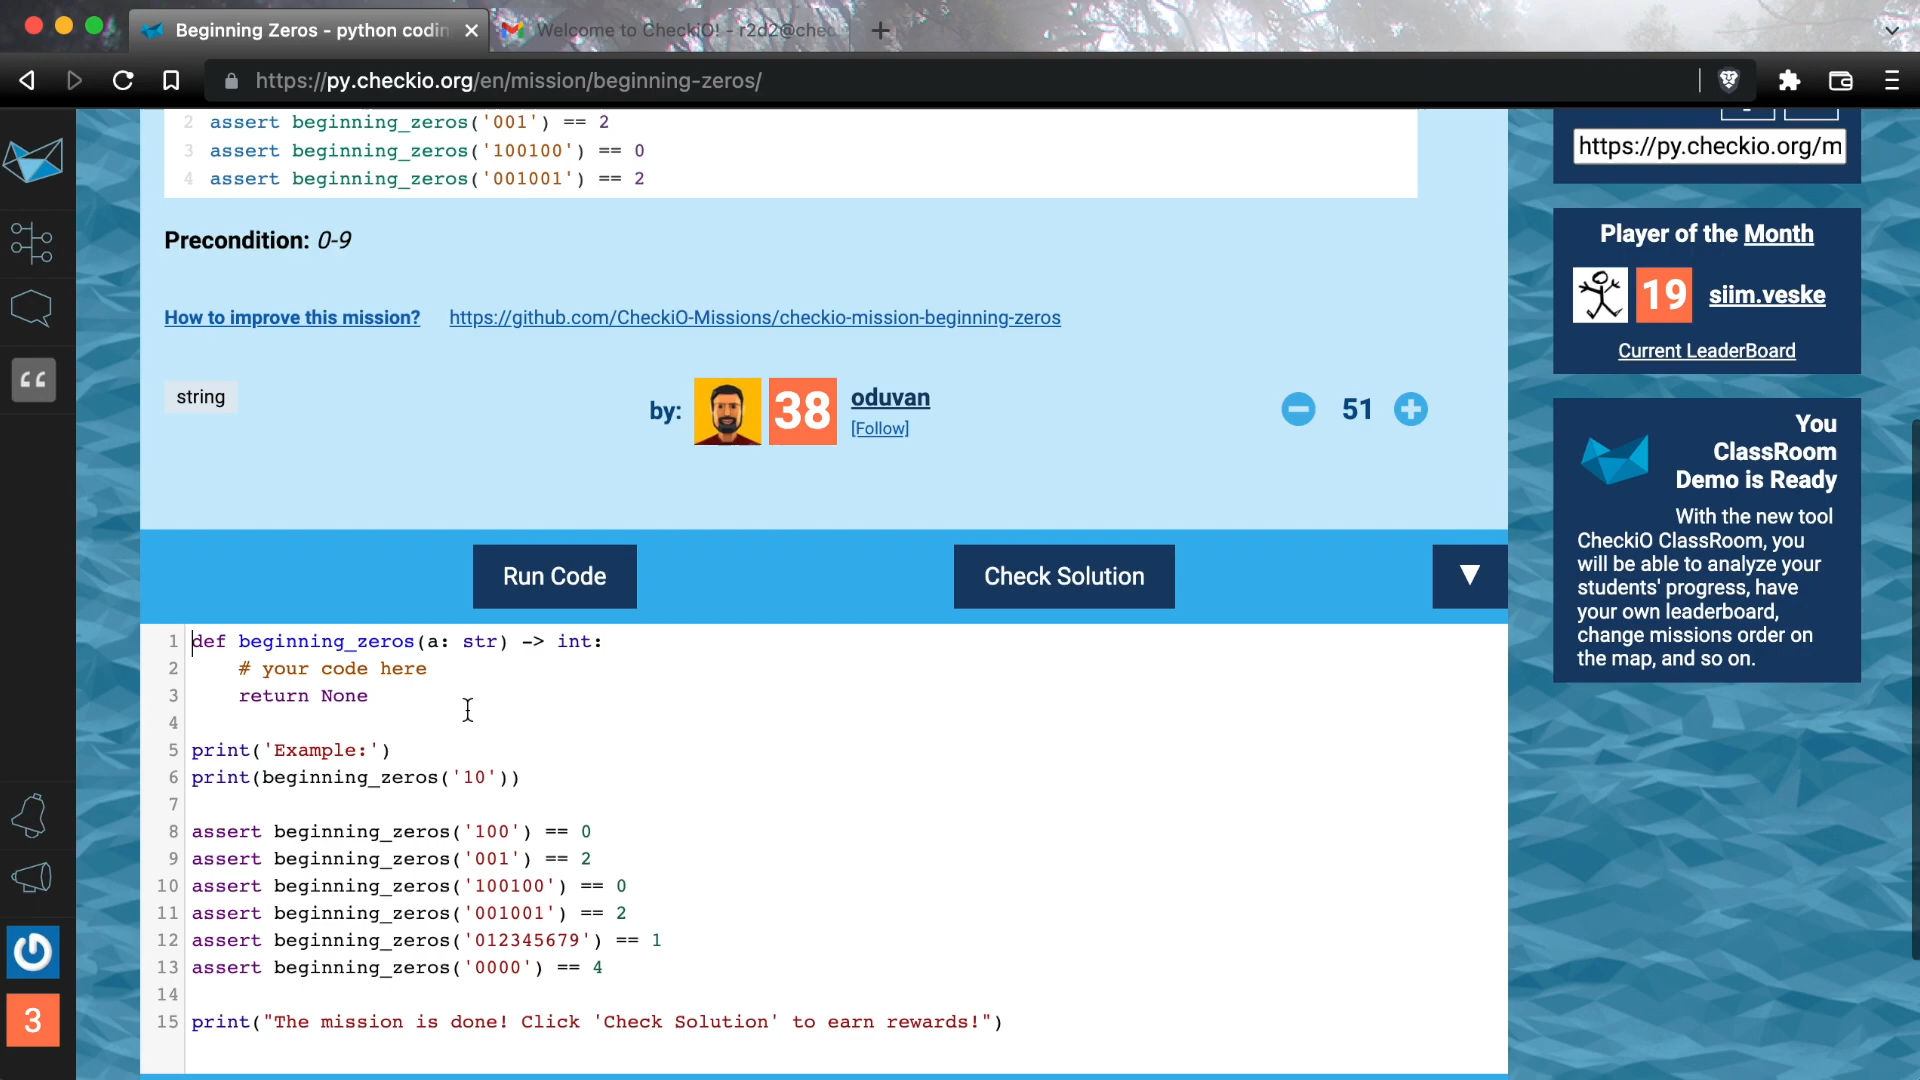 Beginning Zeros - python codin
Welcome to CheckiO! - r2d2@chec
https://py.checkio.org/en/mission/beginning-zeros/
2 assert beginning_zeros('001') == 2
3 assert beginning_zeros('100100') == 0
4 assert beginning_zeros('001001') == 2
Precondition: 0-9
How to improve this mission? https://github.com/CheckiO-Missions/checkio-mission-beginning-zeros
string
by: 38 oduvan
[Follow]
51
Run Code
Check Solution
1 def beginning_zeros(a: str) -> int:
2 # your code here
3 return None
4
5 print('Example:')
6 print(beginning_zeros('10'))
7
8 assert beginning_zeros('100') == 0
9 assert beginning_zeros('001') == 2
10 assert beginning_zeros('100100') == 0
11 assert beginning_zeros('001001') == 2
12 assert beginning_zeros('012345679') == 1
13 assert beginning_zeros('0000') == 4
14
15 print("The mission is done! Click 'Check Solution' to earn rewards!")
https://py.checkio.org/m
Player of the Month
19 siim.veske
Current LeaderBoard
You
ClassRoom
Demo is Ready
With the new tool
CheckiO ClassRoom, you
will be able to analyze your
students' progress, have
your own leaderboard,
change missions order on
the map, and so on.
3